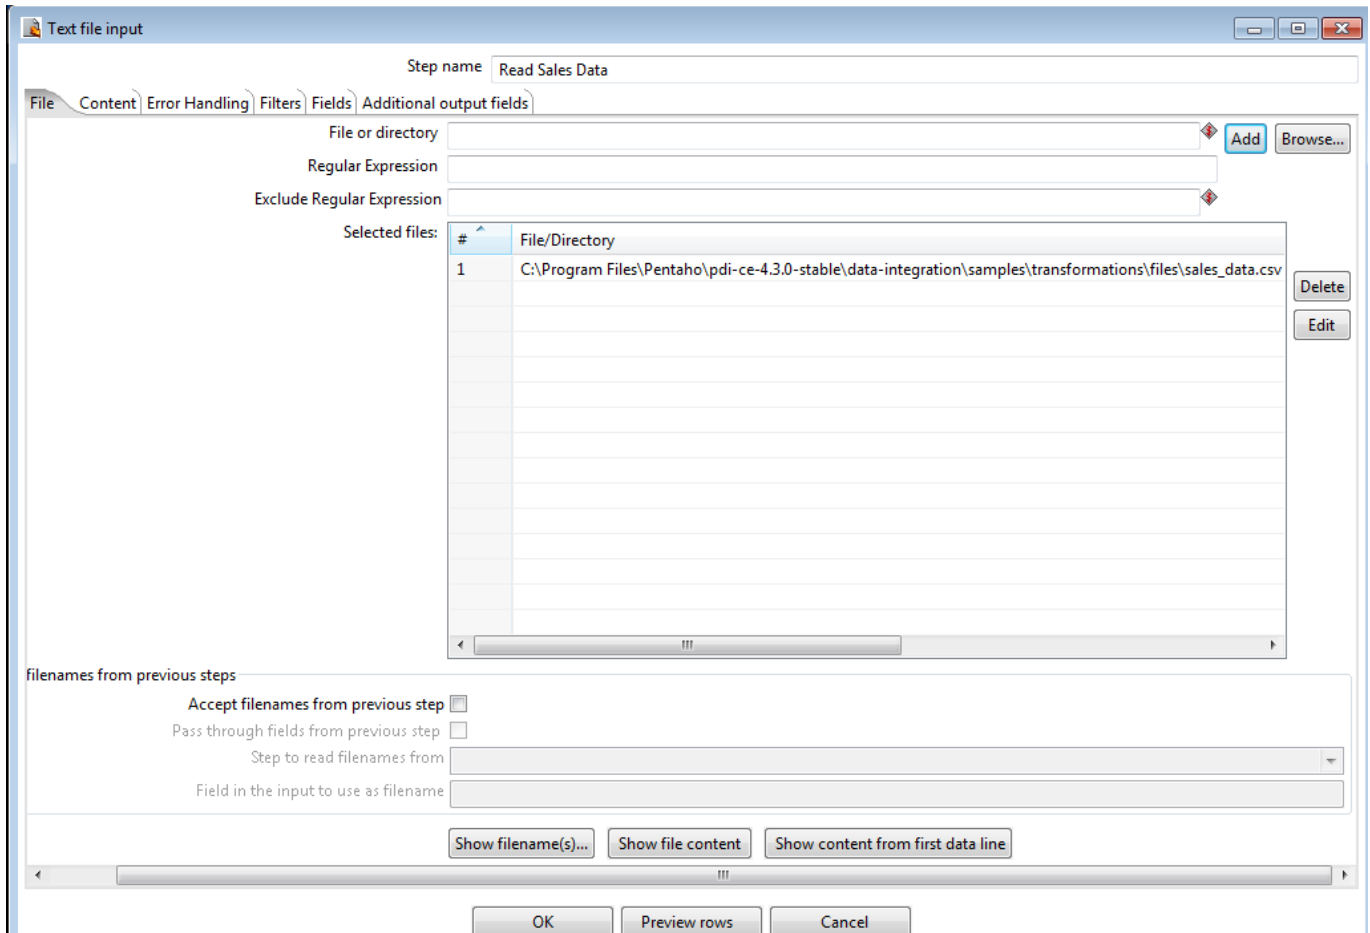 Text file input
Step name Read Sales Data
File Content Error Handling Filters Fields Additional output fields
File or directory Add Browse...
Regular Expression
Exclude Regular Expression
Selected files: # File/Directory
1 C:\Program Files\Pentaho\pdi-ce-4.3.0-stable\data-integration\samples\transformations\files\sales_data.csv
Delete
Edit
filenames from previous steps
Accept filenames from previous step
Pass through fields from previous step
Step to read filenames from
Field in the input to use as filename
Show filename(s)... Show file content Show content from first data line
OK Preview rows Cancel